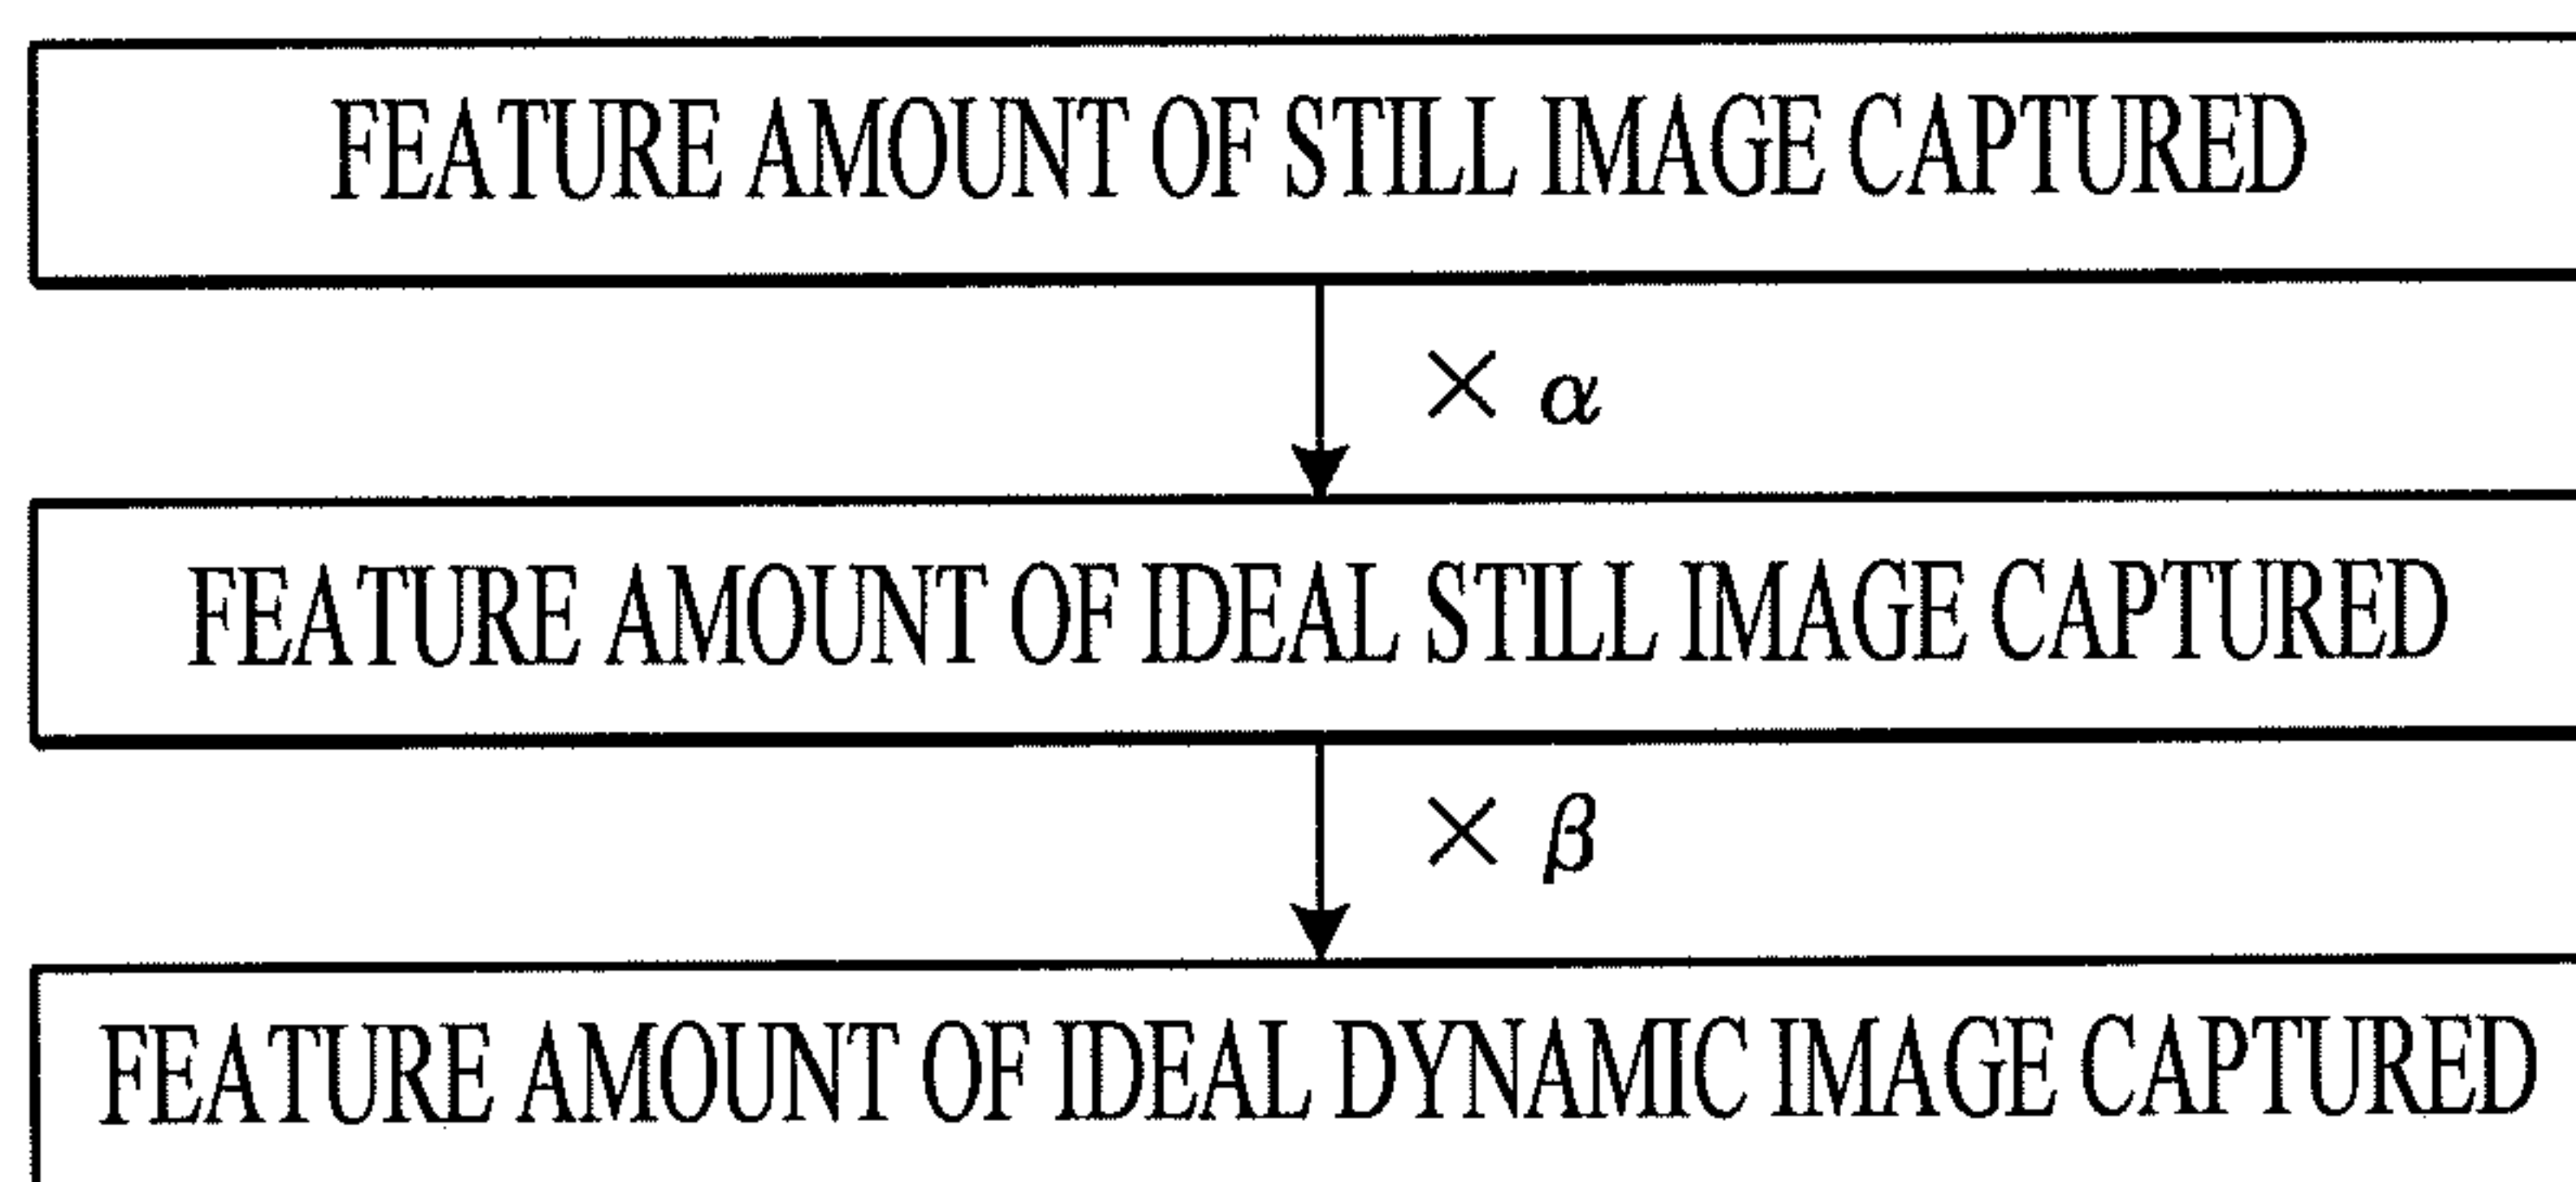 FEATURE AMOUNT OF STILL IMAGE CAPTURED
× α
FEATURE AMOUNT OF IDEAL STILL IMAGE CAPTURED
× β
FEATURE AMOUNT OF IDEAL DYNAMIC IMAGE CAPTURED